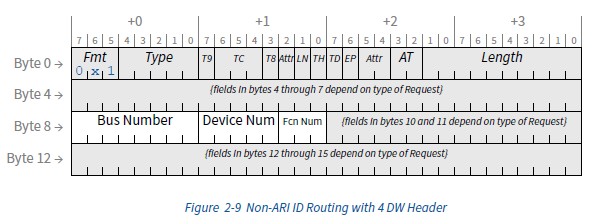 +0 +1 +2 +3
7 6 5 4 3 2 1 0 7 6 5 4 3 2 1 0 7 6 5 4 3 2 1 0 7 6 5 4 3 2 1 0
Byte 0 → Fmt Type T9 TC T8 Attr LN TH TD EP Attr AT Length
0 x 1
Byte 4 → {fields In bytes 4 through 7 depend on type of Request}
Byte 8 → Bus Number Device Num Fcn Num {fields In bytes 10 and 11 depend on type of Request}
Byte 12 → {fields In bytes 12 through 15 depend on type of Request}
Figure 2-9 Non-ARI ID Routing with 4 DW Header